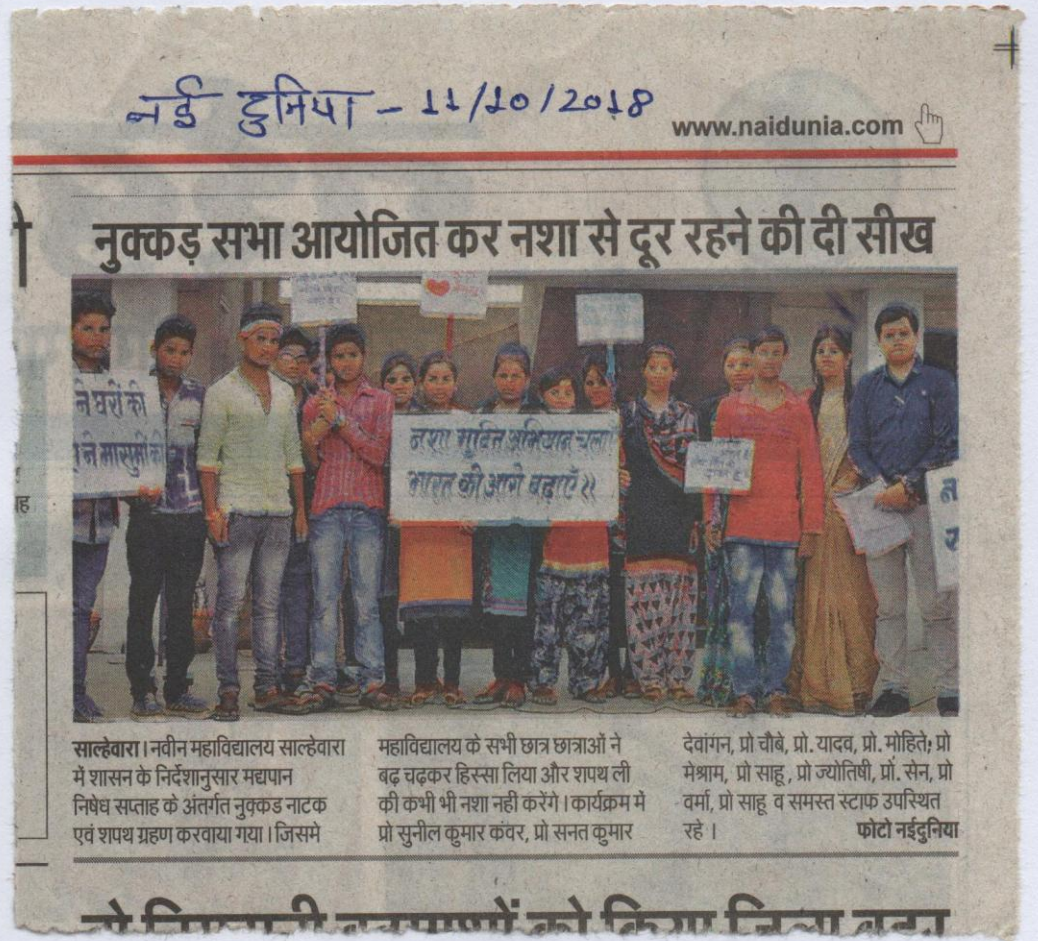 नई दुनिया - 11/10/2018
www.naidunia.com
नुक्कड़ सभा आयोजित कर नशा से दूर रहने की दी सीख
ने घरों की
ने मासुमों की
नशा मुक्ति अभियान चला
भारत की आगे बढ़ाएँ ॥
साल्हेवारा। नवीन महाविद्यालय साल्हेवारा
में शासन के निर्देशानुसार मद्यपान
निषेध सप्ताह के अंतर्गत नुक्कड नाटक
एवं शपथ ग्रहण करवाया गया। जिसमे
महाविद्यालय के सभी छात्र छात्राओं ने
बढ़ चढ़कर हिस्सा लिया और शपथ ली
की कभी भी नशा नही करेंगे। कार्यक्रम में
प्रो सुनील कुमार कंवर, प्रो सनत कुमार
देवांगन, प्रो चौबे, प्रो. यादव, प्रो. मोहिते, प्रो
मेश्राम, प्रो साहू, प्रो ज्योतिषी, प्रो. सेन, प्रो
वर्मा, प्रो साहू व समस्त स्टाफ उपस्थित
रहे। फोटो नईदुनिया